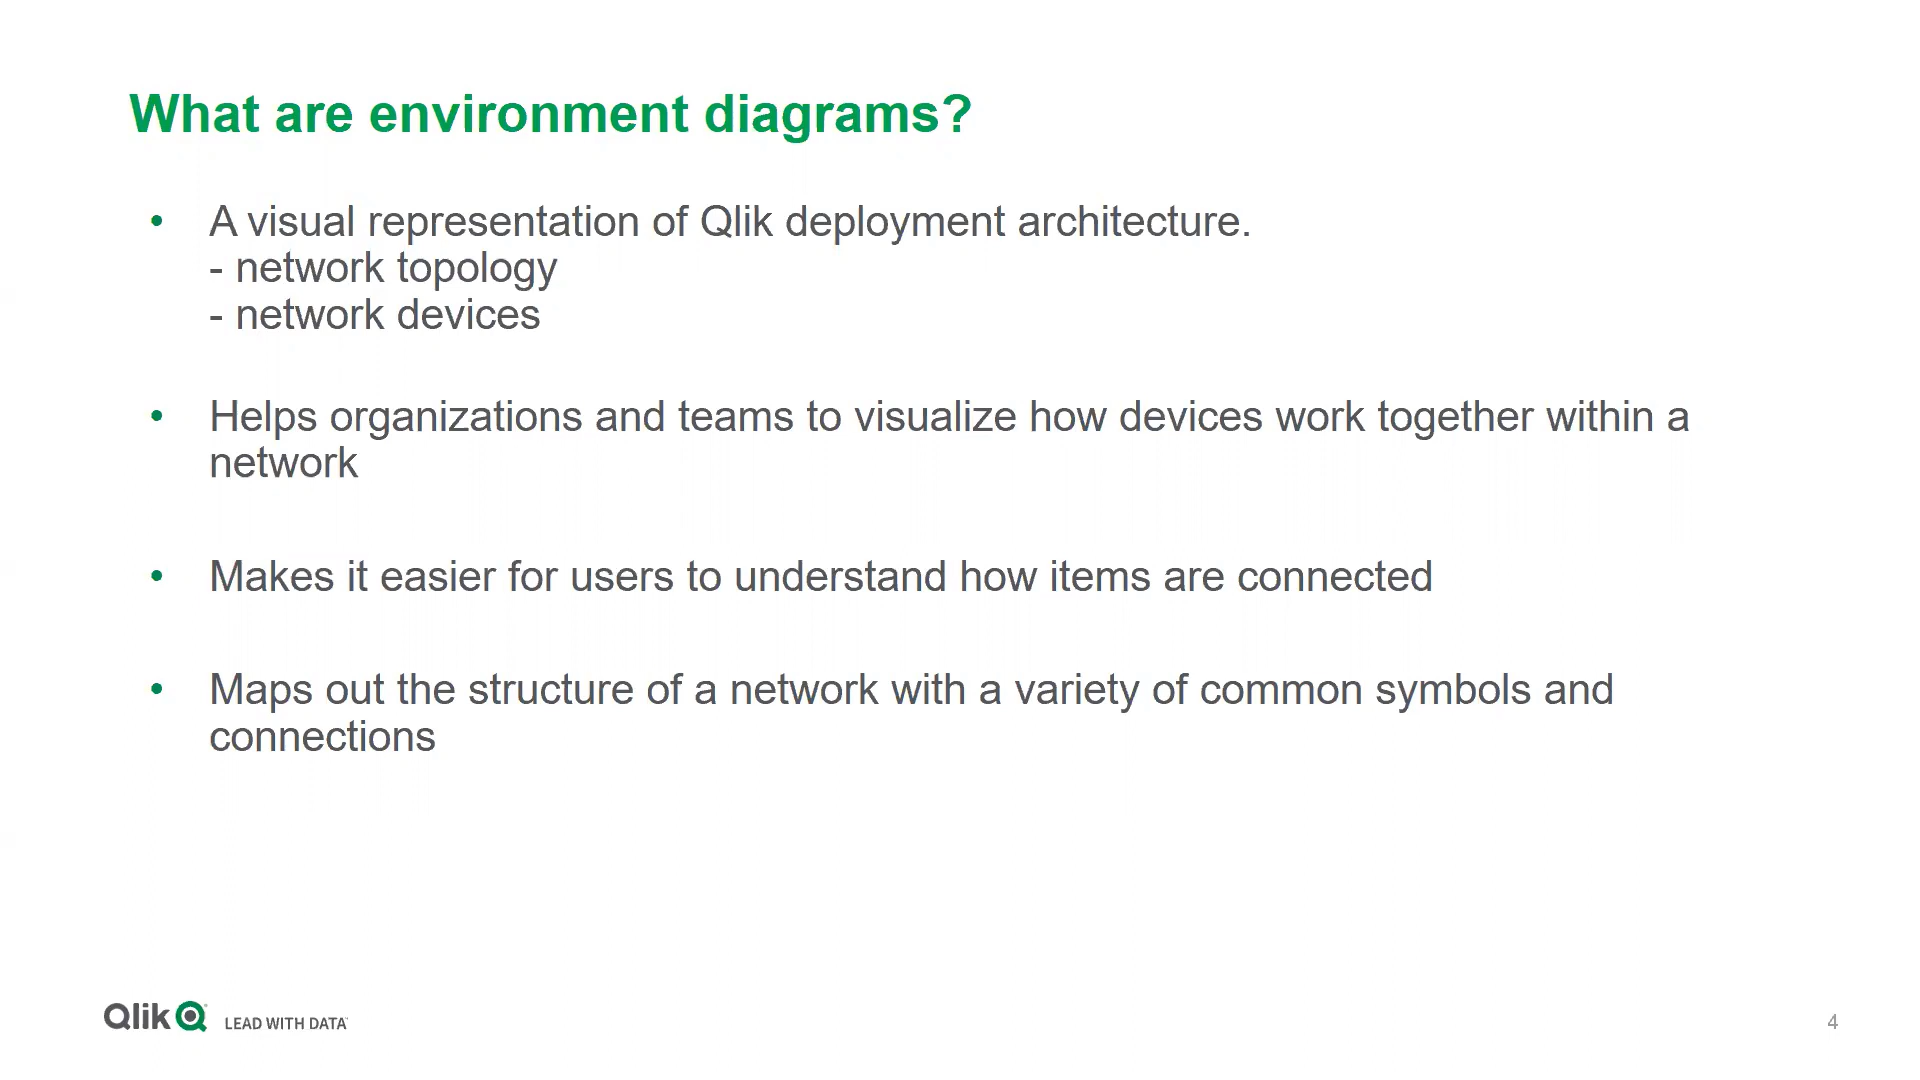 What are environment diagrams?
• A visual representation of Qlik deployment architecture.
- network topology
- network devices
• Helps organizations and teams to visualize how devices work together within a
network
• Makes it easier for users to understand how items are connected
• Maps out the structure of a network with a variety of common symbols and
connections
Qlik LEAD WITH DATA
4